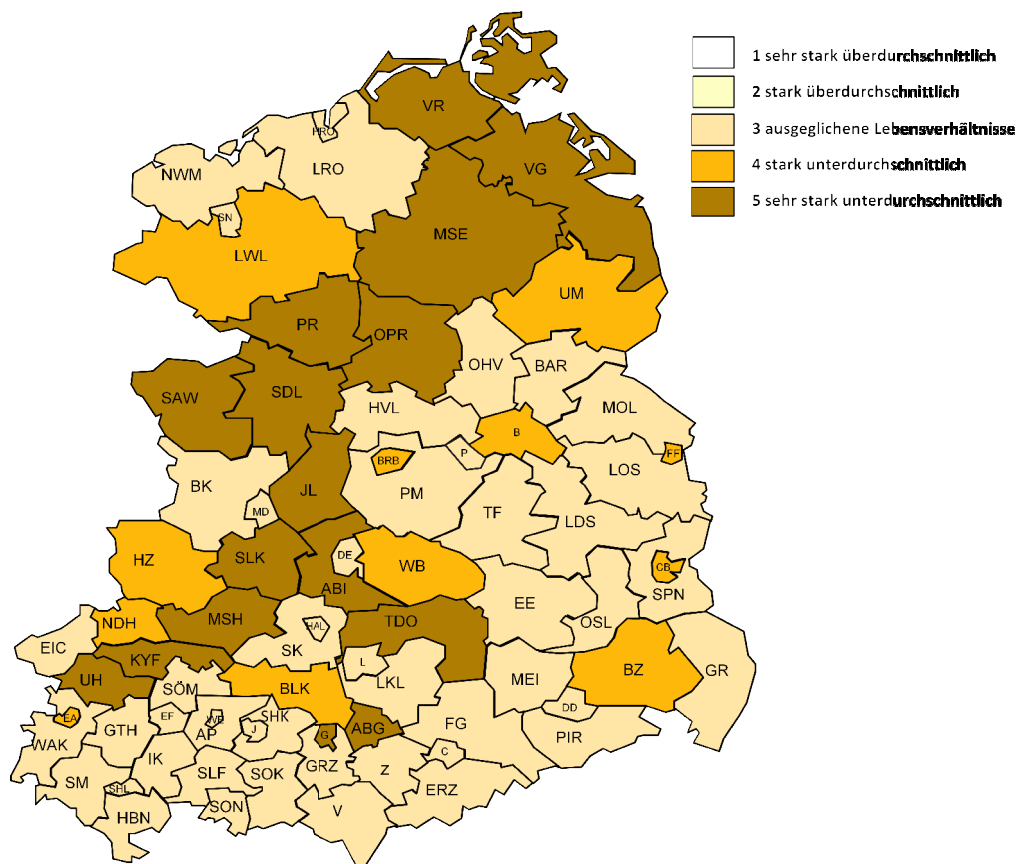 1 sehr stark überdurchschnittlich
2 stark überdurchschnittlich
3 ausgeglichene Lebensverhältnisse
4 stark unterdurchschnittlich
5 sehr stark unterdurchschnittlich
VR
HRO
LRO
NWM
VG
SN
MSE
LWL
UM
PR
OPR
OHV
BAR
SAW
SDL
HVL
MOL
B
P
FF
BRB
LOS
BK
JL
PM
MD
TF
LDS
HZ
SLK
DE
WB
CB
ABI
SPN
EE
MSH
TDO
NDH
HAL
OSL
EIC
SK
KYF
L
BZ
GR
UH
SÖM
BLK
LKL
MEI
EF
WE
SHK
DD
EA
GTH
AP
J
G
ABG
FG
PIR
WAK
IK
C
SM
SLF
SOK
GRZ
Z
SHL
ERZ
HBN
SON
V